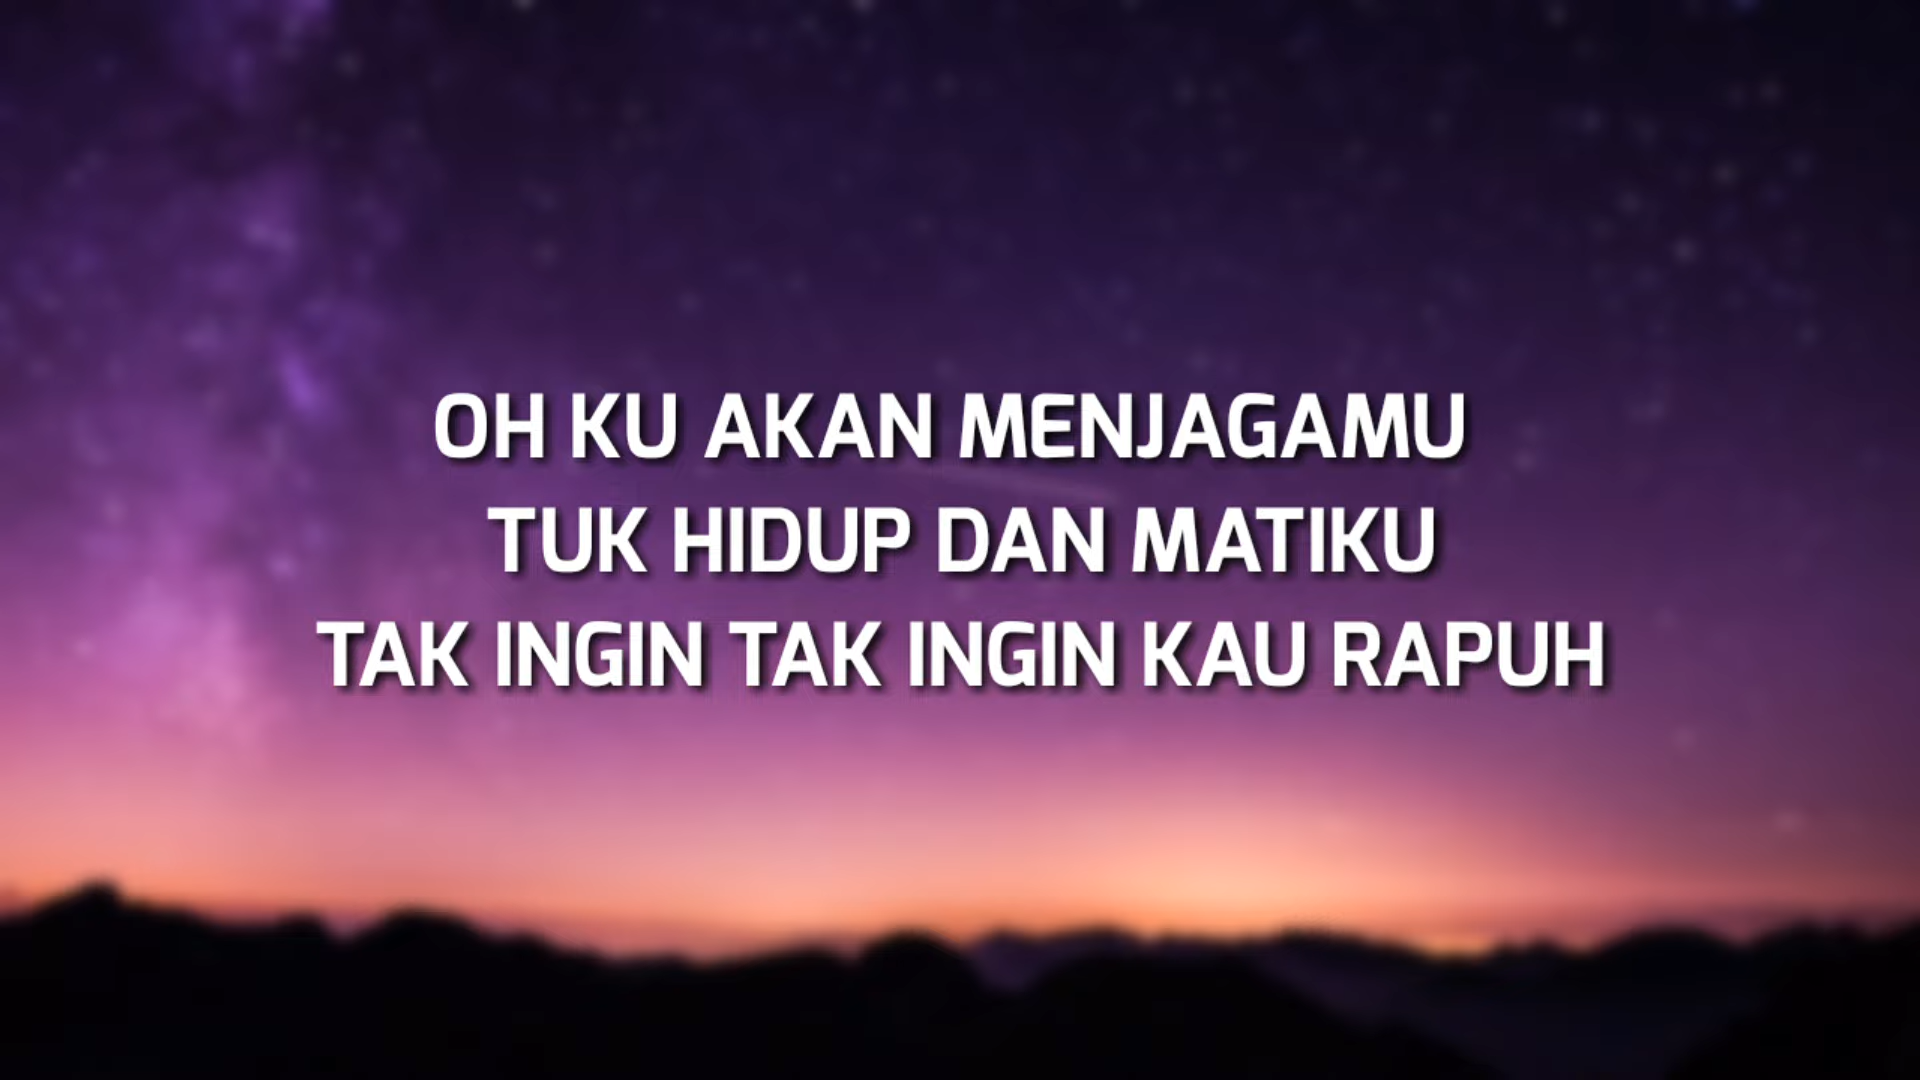 OH KU AKAN MENJAGAMU
TUK HIDUP DAN MATIKU
TAK INGIN TAK INGIN KAU RAPUH